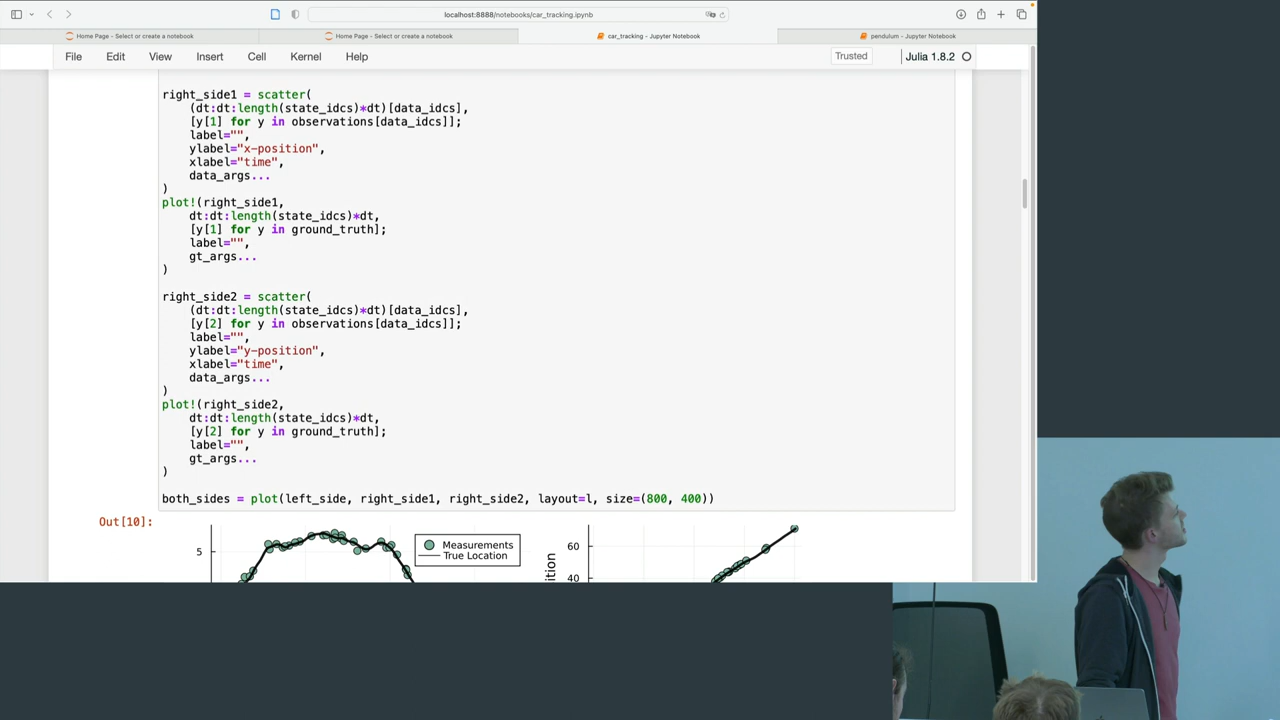 localhost:8888/notebooks/car_tracking.ipynb
Home Page - Select or create a notebook
Home Page - Select or create a notebook
car_tracking - Jupyter Notebook
pendulum - Jupyter Notebook
File Edit View Insert Cell Kernel Help
Trusted
Julia 1.8.2
right_side1 = scatter(
(dt:dt:length(state_idcs)*dt)[data_idcs],
[y[1] for y in observations[data_idcs]];
label="",
ylabel="x-position",
xlabel="time",
data_args...
)
plot!(right_side1,
dt:dt:length(state_idcs)*dt,
[y[1] for y in ground_truth];
label="",
gt_args...
)
right_side2 = scatter(
(dt:dt:length(state_idcs)*dt)[data_idcs],
[y[2] for y in observations[data_idcs]];
label="",
ylabel="y-position",
xlabel="time",
data_args...
)
plot!(right_side2,
dt:dt:length(state_idcs)*dt,
[y[2] for y in ground_truth];
label="",
gt_args...
)
both_sides = plot(left_side, right_side1, right_side2, layout=l, size=(800, 400))
Out[10]:
5
Measurements
True Location
60
40